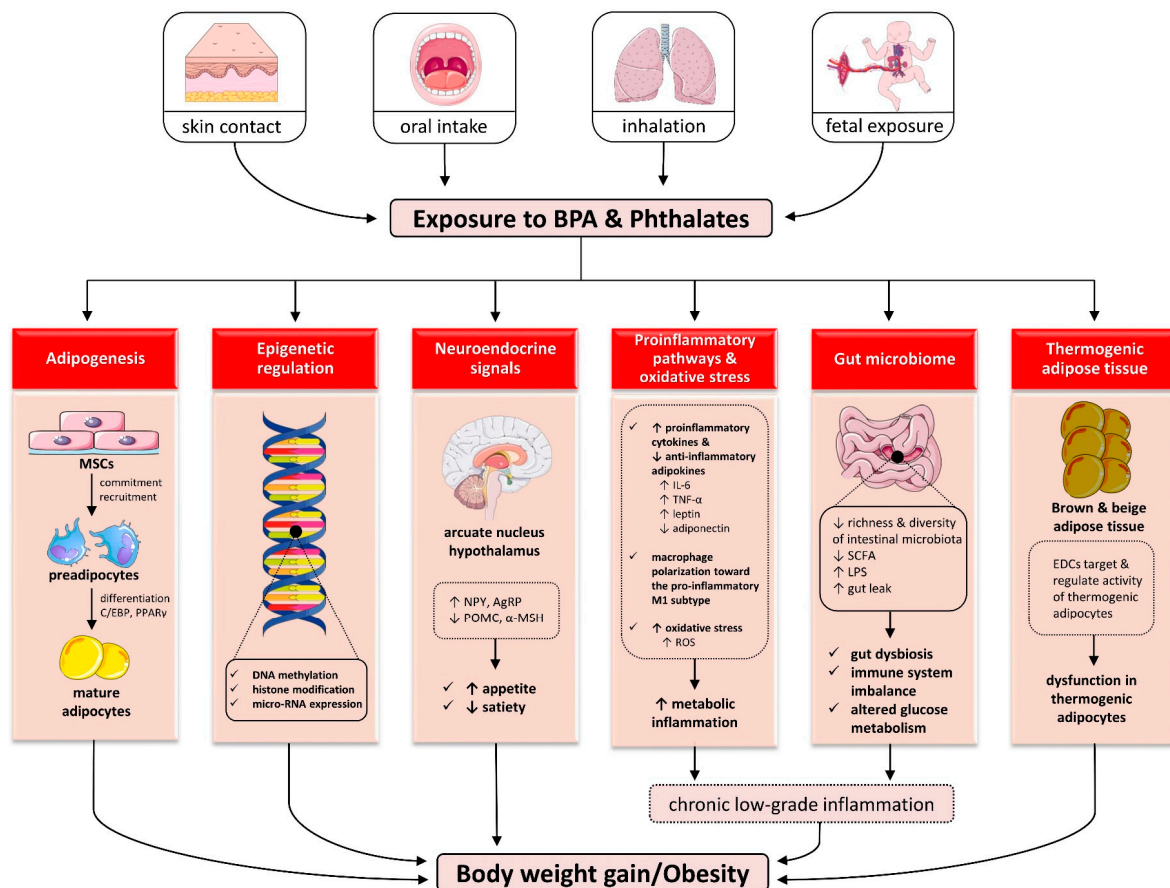 skin contact
oral intake
inhalation
fetal exposure
Exposure to BPA & Phthalates
Adipogenesis
MSCs
commitment
recruitment
preadipocytes
differentiation
C/EBP, PPARγ
mature
adipocytes
Epigenetic
regulation
✓ DNA methylation
✓ histone modification
✓ micro-RNA expression
Neuroendocrine
signals
arcuate nucleus
hypothalamus
↑ NPY, AgRP
↓ POMC, α-MSH
✓ ↑ appetite
✓ ↓ satiety
Proinflammatory
pathways &
oxidative stress
✓ ↑ proinflammatory
cytokines &
↓ anti-inflammatory
adipokines
↑ IL-6
↑ TNF-α
↑ leptin
↓ adiponectin
✓ macrophage
polarization toward
the pro-inflammatory
M1 subtype
✓ ↑ oxidative stress
↑ ROS
↑ metabolic
inflammation
Gut microbiome
↓ richness & diversity
of intestinal microbiota
↓ SCFA
↑ LPS
↑ gut leak
✓ gut dysbiosis
✓ immune system
imbalance
✓ altered glucose
metabolism
Thermogenic
adipose tissue
Brown & beige
adipose tissue
EDCs target &
regulate activity
of thermogenic
adipocytes
dysfunction in
thermogenic
adipocytes
chronic low-grade inflammation
Body weight gain/Obesity